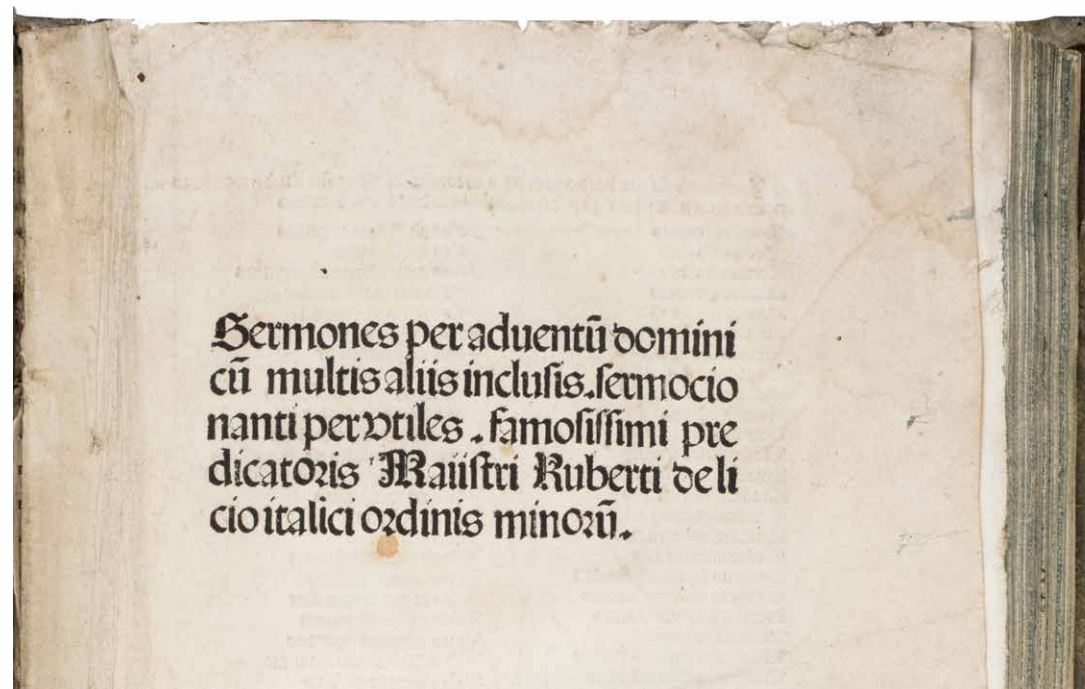 Sermones per aduentū domini
cū multis aliis inclusis. sermocio
nanti per vtiles. famosissimi pre
dicatoris Maiistri Ruberti de li
cio italici ordinis minorū.